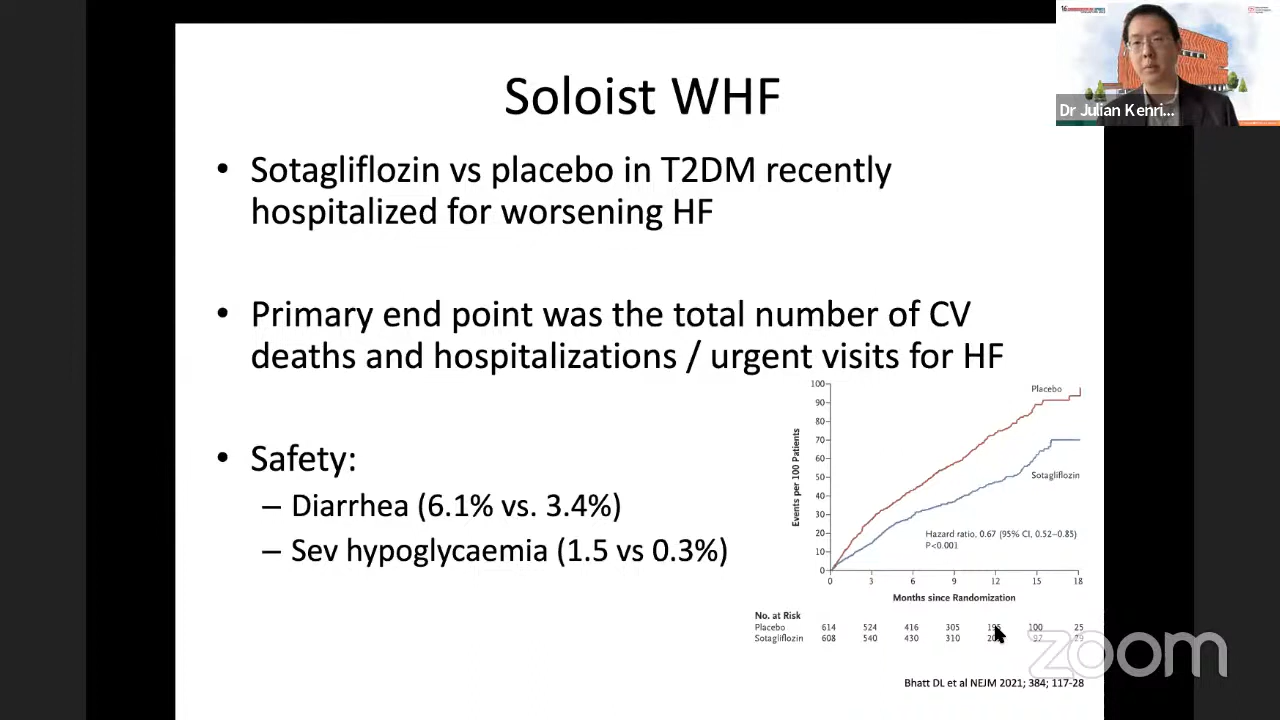 Soloist WHF
Dr Julian Kenri...
• Sotagliflozin vs placebo in T2DM recently
hospitalized for worsening HF
• Primary end point was the total number of CV
deaths and hospitalizations / urgent visits for HF
• Safety:
– Diarrhea (6.1% vs. 3.4%)
– Sev hypoglycaemia (1.5 vs 0.3%)
100
90
80
70
60
50
40
30
20
10
0
Events per 100 Patients
Placebo
Sotagliflozin
Hazard ratio, 0.67 (95% CI, 0.52–0.85)
P<0.001
0 3 6 9 12 15 18
Months since Randomization
No. at Risk
Placebo 614 524 416 305 195 100 25
Sotagliflozin 608 540 430 310 97 29
zoom
Bhatt DL et al NEJM 2021; 384; 117-28